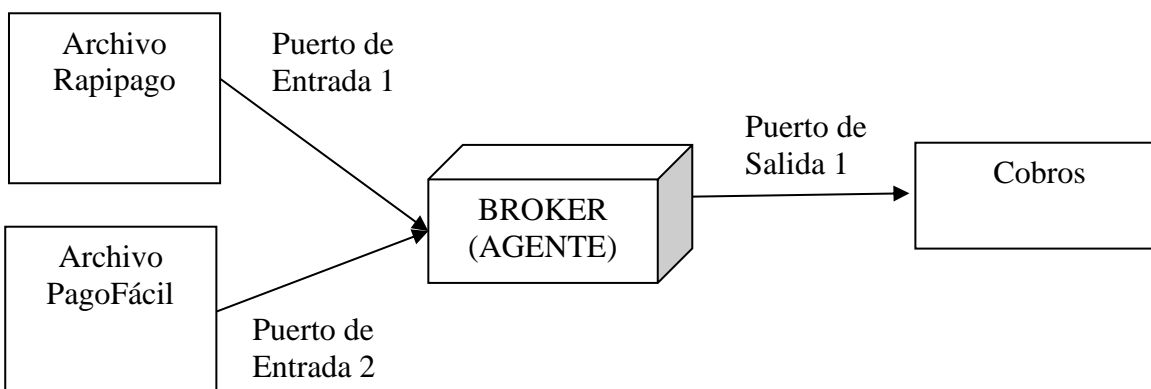 Archivo
Rapipago
Puerto de
Entrada 1
Puerto de
Salida 1
BROKER
(AGENTE)
Cobros
Archivo
PagoFácil
Puerto de
Entrada 2